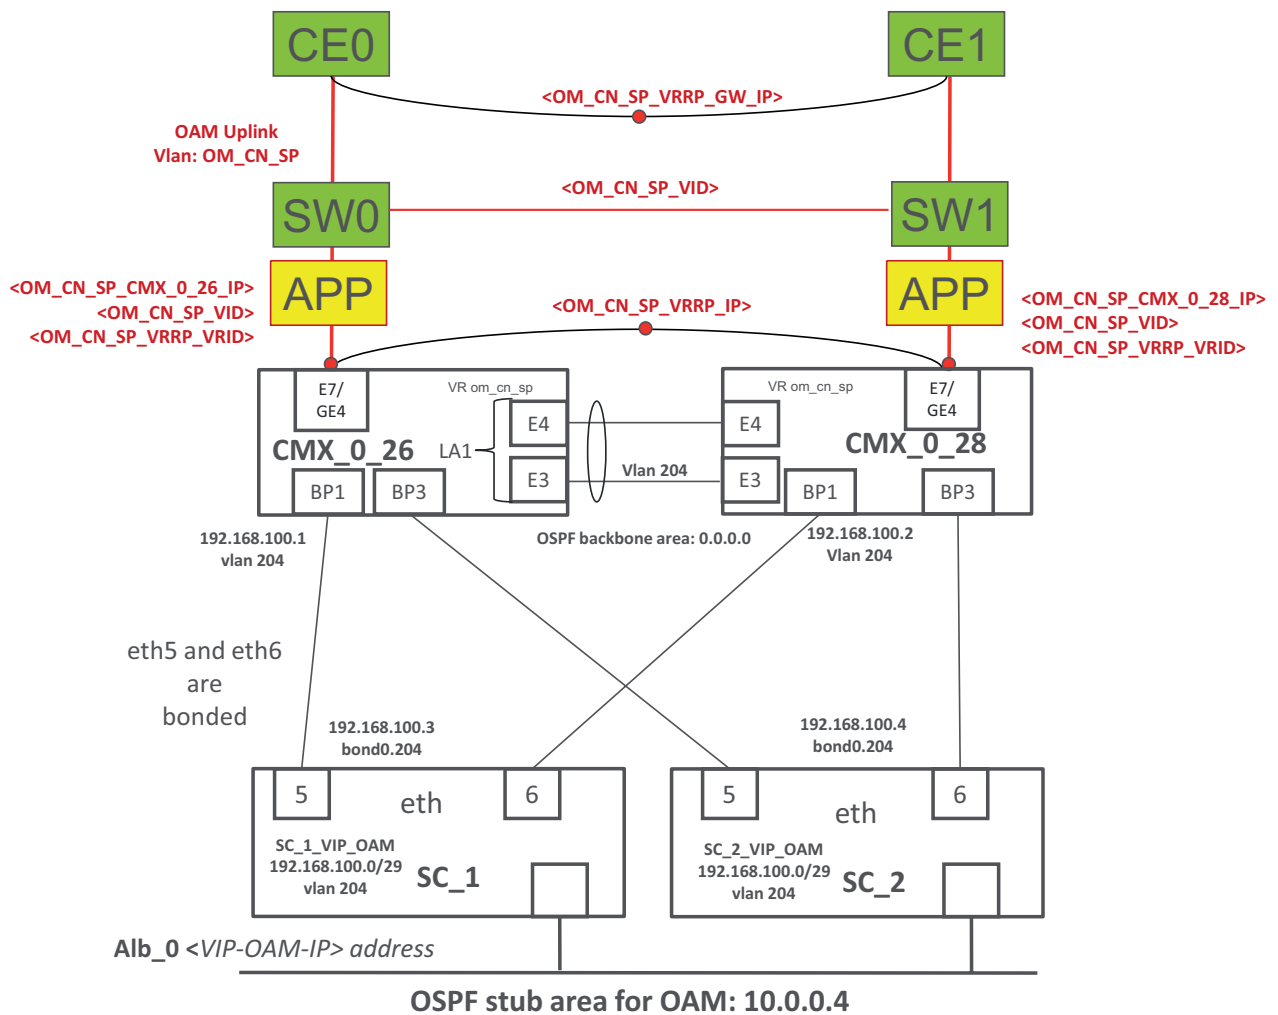 CE0
CE1
<OM_CN_SP_VRRP_GW_IP>
OAM Uplink
Vlan: OM_CN_SP
<OM_CN_SP_VID>
SW0
SW1
APP
APP
<OM_CN_SP_CMX_0_26_IP>
<OM_CN_SP_VID>
<OM_CN_SP_VRRP_VRID>
<OM_CN_SP_VRRP_IP>
<OM_CN_SP_CMX_0_28_IP>
<OM_CN_SP_VID>
<OM_CN_SP_VRRP_VRID>
E7/
GE4
VR om_cn_sp
CMX_0_26
LA1
E4
E3
BP1
BP3
Vlan 204
VR om_cn_sp
E7/
GE4
E4
E3
CMX_0_28
BP1
BP3
192.168.100.1
vlan 204
OSPF backbone area: 0.0.0.0
192.168.100.2
Vlan 204
eth5 and eth6
are
bonded
192.168.100.3
bond0.204
192.168.100.4
bond0.204
5
eth
6
SC_1_VIP_OAM
192.168.100.0/29
vlan 204
SC_1
5
eth
6
SC_2_VIP_OAM
192.168.100.0/29
vlan 204
SC_2
Alb_0 <VIP-OAM-IP> address
OSPF stub area for OAM: 10.0.0.4